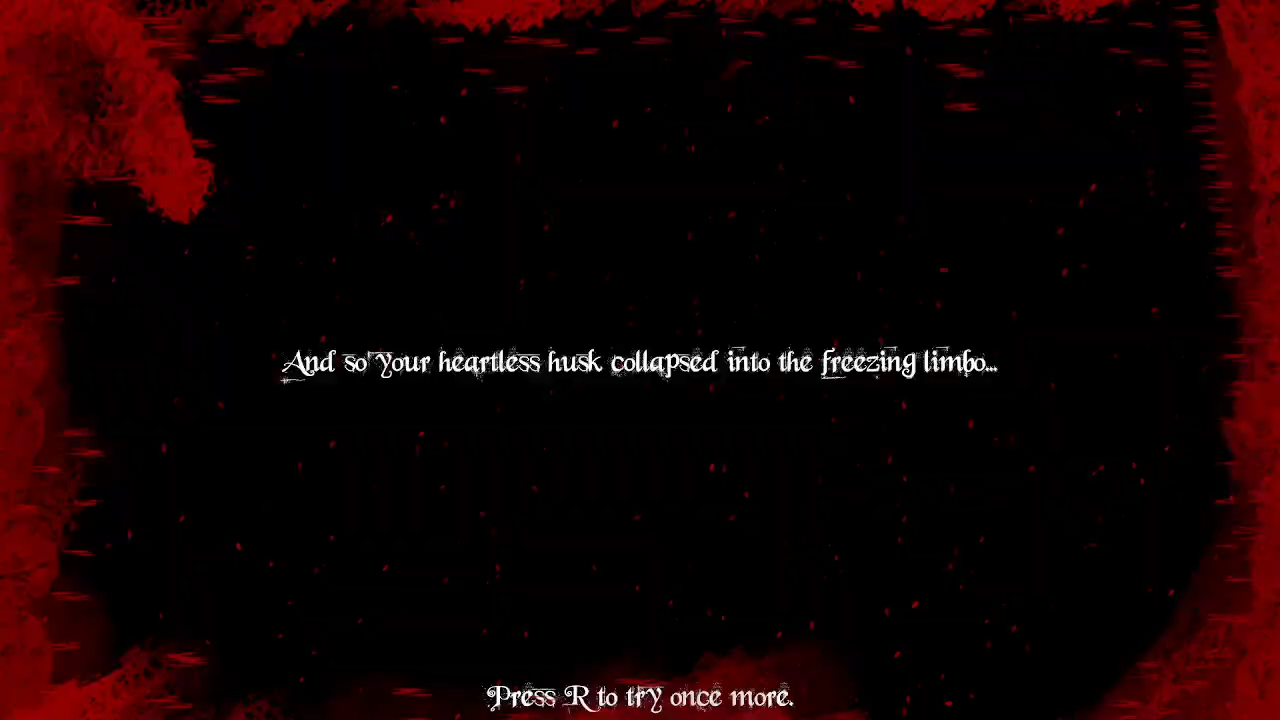 And so your heartless husk collapsed into the freezing limbo...
Press R to try once more.